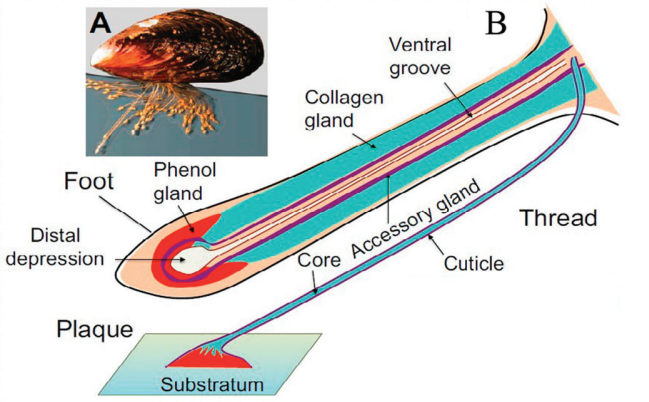 A
B
Ventral
groove
Collagen
gland
Phenol
gland
Foot
Distal
depression
Accessory gland
Thread
Core
Cuticle
Plaque
Substratum